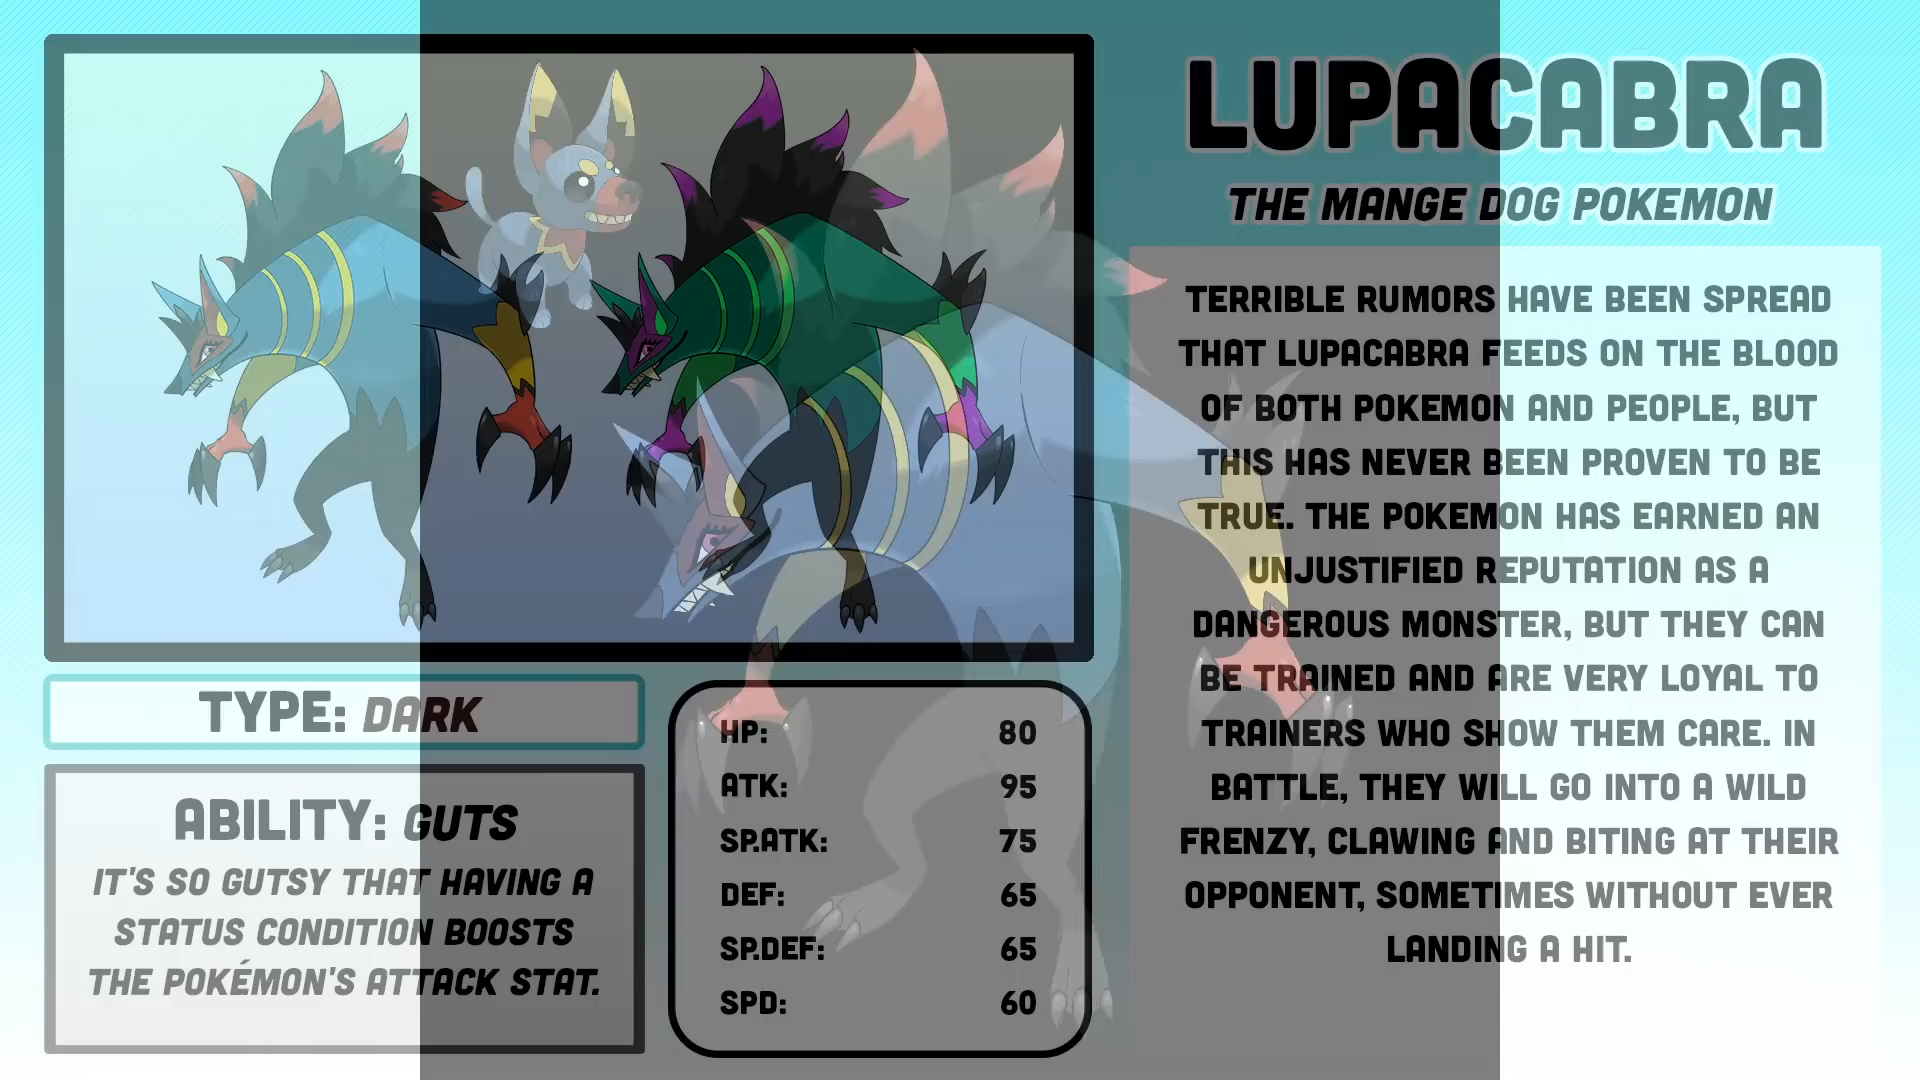 LUPACABRA
THE MANGE DOG POKEMON
TERRIBLE RUMORS HAVE BEEN SPREAD
THAT LUPACABRA FEEDS ON THE BLOOD
OF BOTH POKEMON AND PEOPLE, BUT
THIS HAS NEVER BEEN PROVEN TO BE
TRUE. THE POKEMON HAS EARNED AN
UNJUSTIFIED REPUTATION AS A
DANGEROUS MONSTER, BUT THEY CAN
BE TRAINED AND ARE VERY LOYAL TO
TRAINERS WHO SHOW THEM CARE. IN
BATTLE, THEY WILL GO INTO A WILD
FRENZY, CLAWING AND BITING AT THEIR
OPPONENT, SOMETIMES WITHOUT EVER
LANDING A HIT.
TYPE: DARK
ABILITY: GUTS
IT'S SO GUTSY THAT HAVING A
STATUS CONDITION BOOSTS
THE POKÉMON'S ATTACK STAT.
HP: 80
ATK: 95
SP.ATK: 75
DEF: 65
SP.DEF: 65
SPD: 60